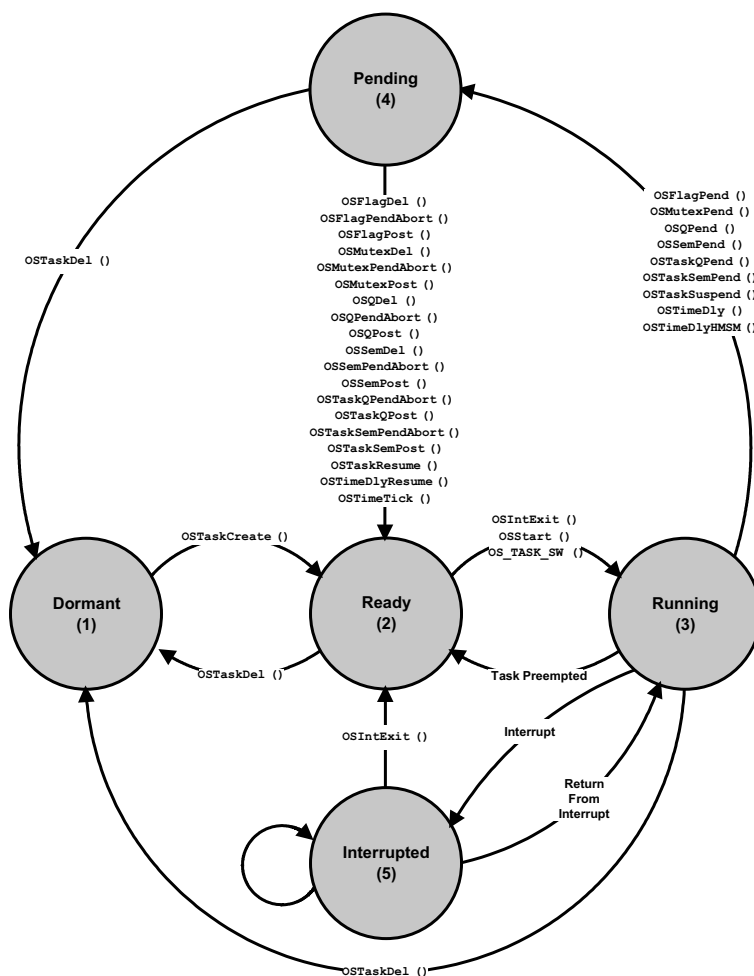 Pending
(4)
OSFlagDel ()
OSFlagPendAbort ()
OSFlagPost ()
OSMutexDel ()
OSMutexPendAbort ()
OSMutexPost ()
OSQDel ()
OSQPendAbort ()
OSQPost ()
OSSemDel ()
OSSemPendAbort ()
OSSemPost ()
OSTaskQPendAbort ()
OSTaskQPost ()
OSTaskSemPendAbort ()
OSTaskSemPost ()
OSTaskResume ()
OSTimeDlyResume ()
OSTimeTick ()
OSFlagPend ()
OSMutexPend ()
OSQPend ()
OSSemPend ()
OSTaskQPend ()
OSTaskSemPend ()
OSTaskSuspend ()
OSTimeDly ()
OSTimeDlyHMSM ()
OSTaskDel ()
OSTaskCreate ()
OSIntExit ()
OSStart ()
OS_TASK_SW ()
Dormant
(1)
Ready
(2)
Running
(3)
OSTaskDel ()
Task Preempted
OSIntExit ()
Interrupt
Return
From
Interrupt
Interrupted
(5)
OSTaskDel ()